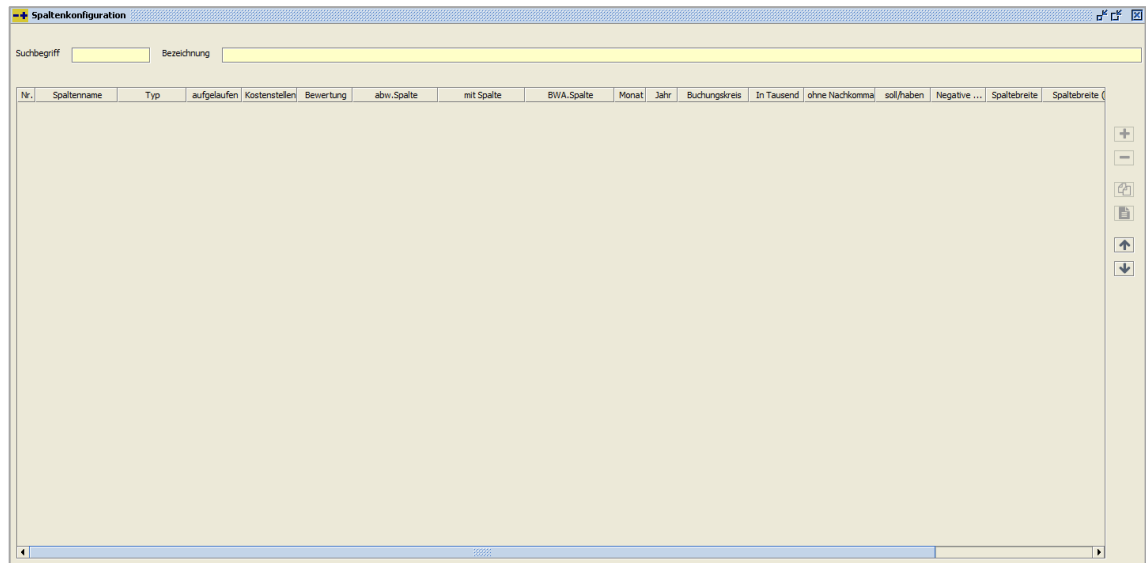 Spaltenkonfiguration
Suchbegriff Bezeichnung
Nr. Spaltenname Typ aufgelaufen Kostenstellen Bewertung abw.Spalte mit Spalte BWA.Spalte Monat Jahr Buchungskreis In Tausend ohne Nachkomma soll/haben Negative ... Spaltebreite Spaltebreite (